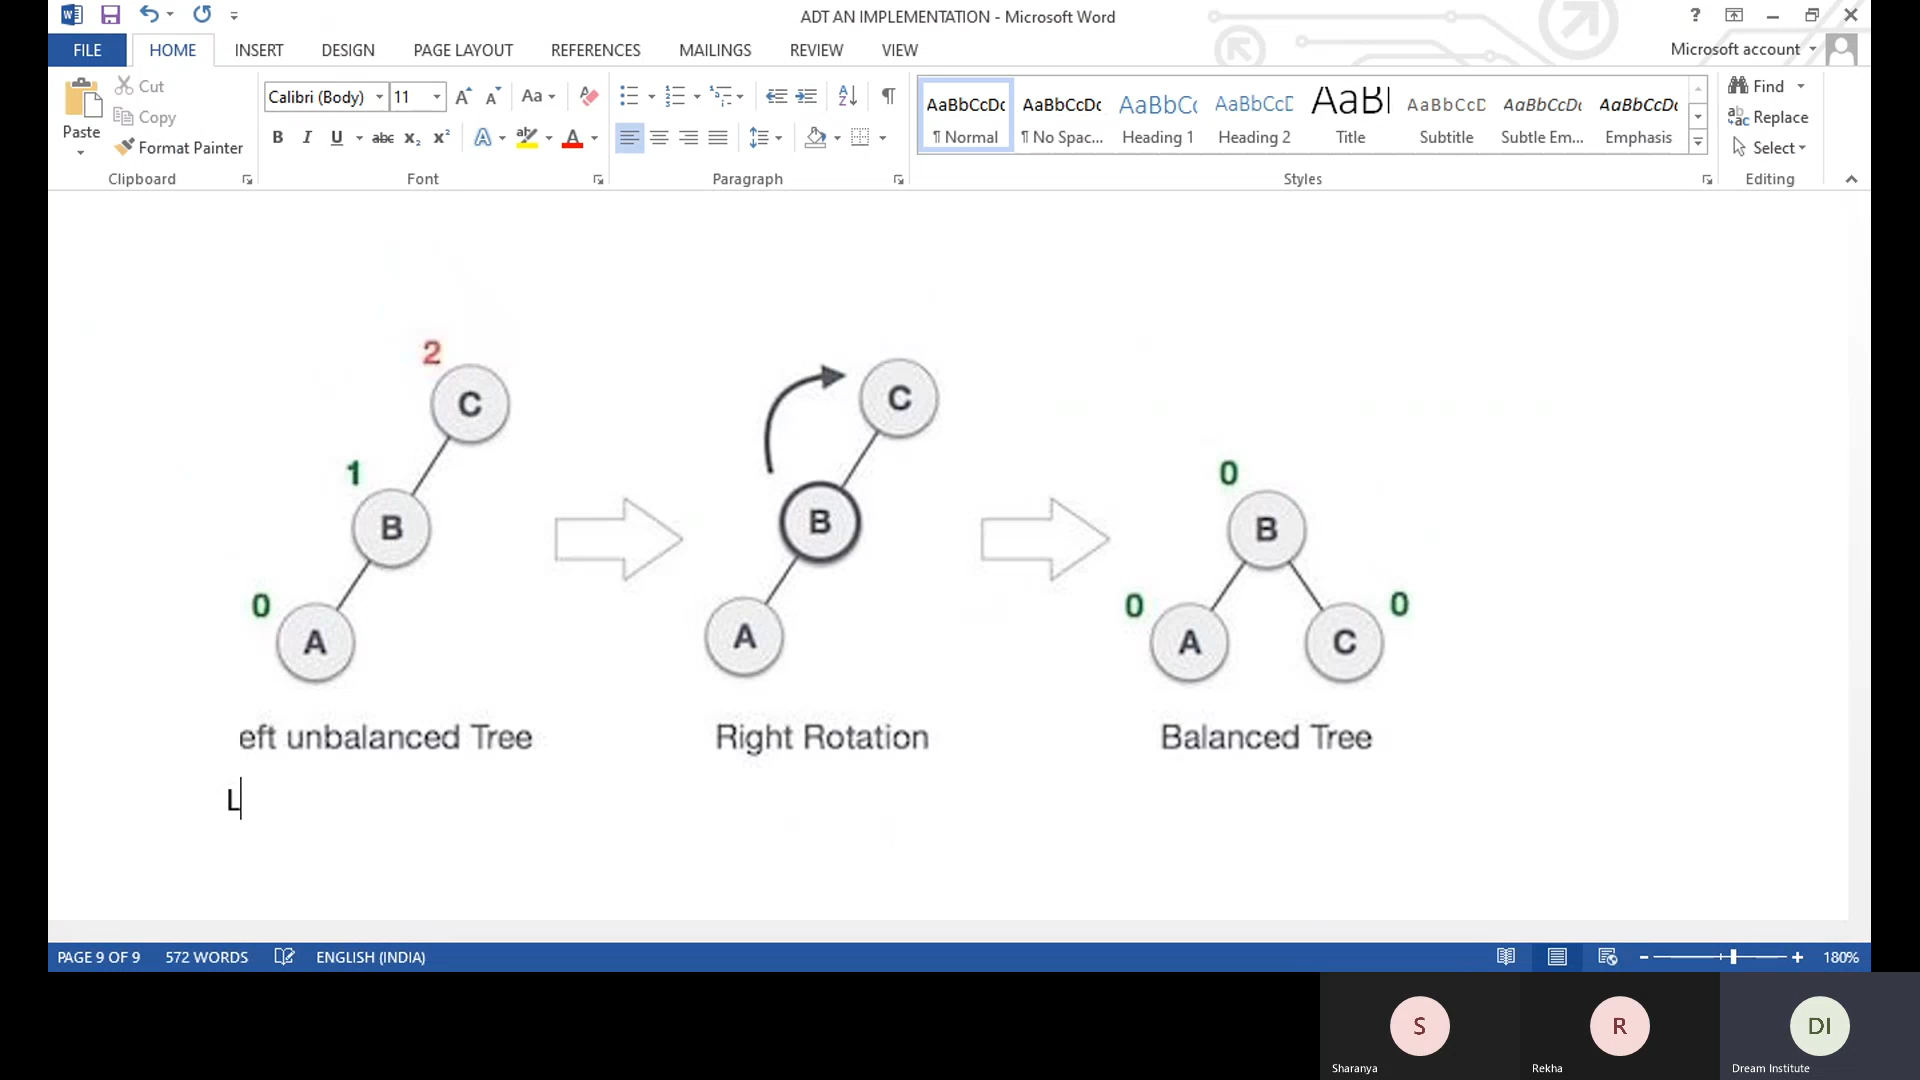 ADT AN IMPLEMENTATION - Microsoft Word
?
FILE HOME INSERT DESIGN PAGE LAYOUT REFERENCES MAILINGS REVIEW VIEW
Microsoft account
Paste
Cut
Copy
Format Painter
Clipboard
Calibri (Body) 11
Aa
B I U abc x₂ x² A A
Font
Paragraph
AaBbCcDc AaBbCcDc AaBbCc AaBbCcD AaBl AaBbCcD AaBbCcDc AaBbCcDc
¶ Normal ¶ No Spac... Heading 1 Heading 2 Title Subtitle Subtle Em... Emphasis
Styles
Find
Replace
Select
Editing
2
C
1
B
0
A
eft unbalanced Tree
C
B
A
Right Rotation
0
B
0
A
0
C
Balanced Tree
L
PAGE 9 OF 9 572 WORDS ENGLISH (INDIA)
180%
S R DI
Sharanya Rekha Dream Institute